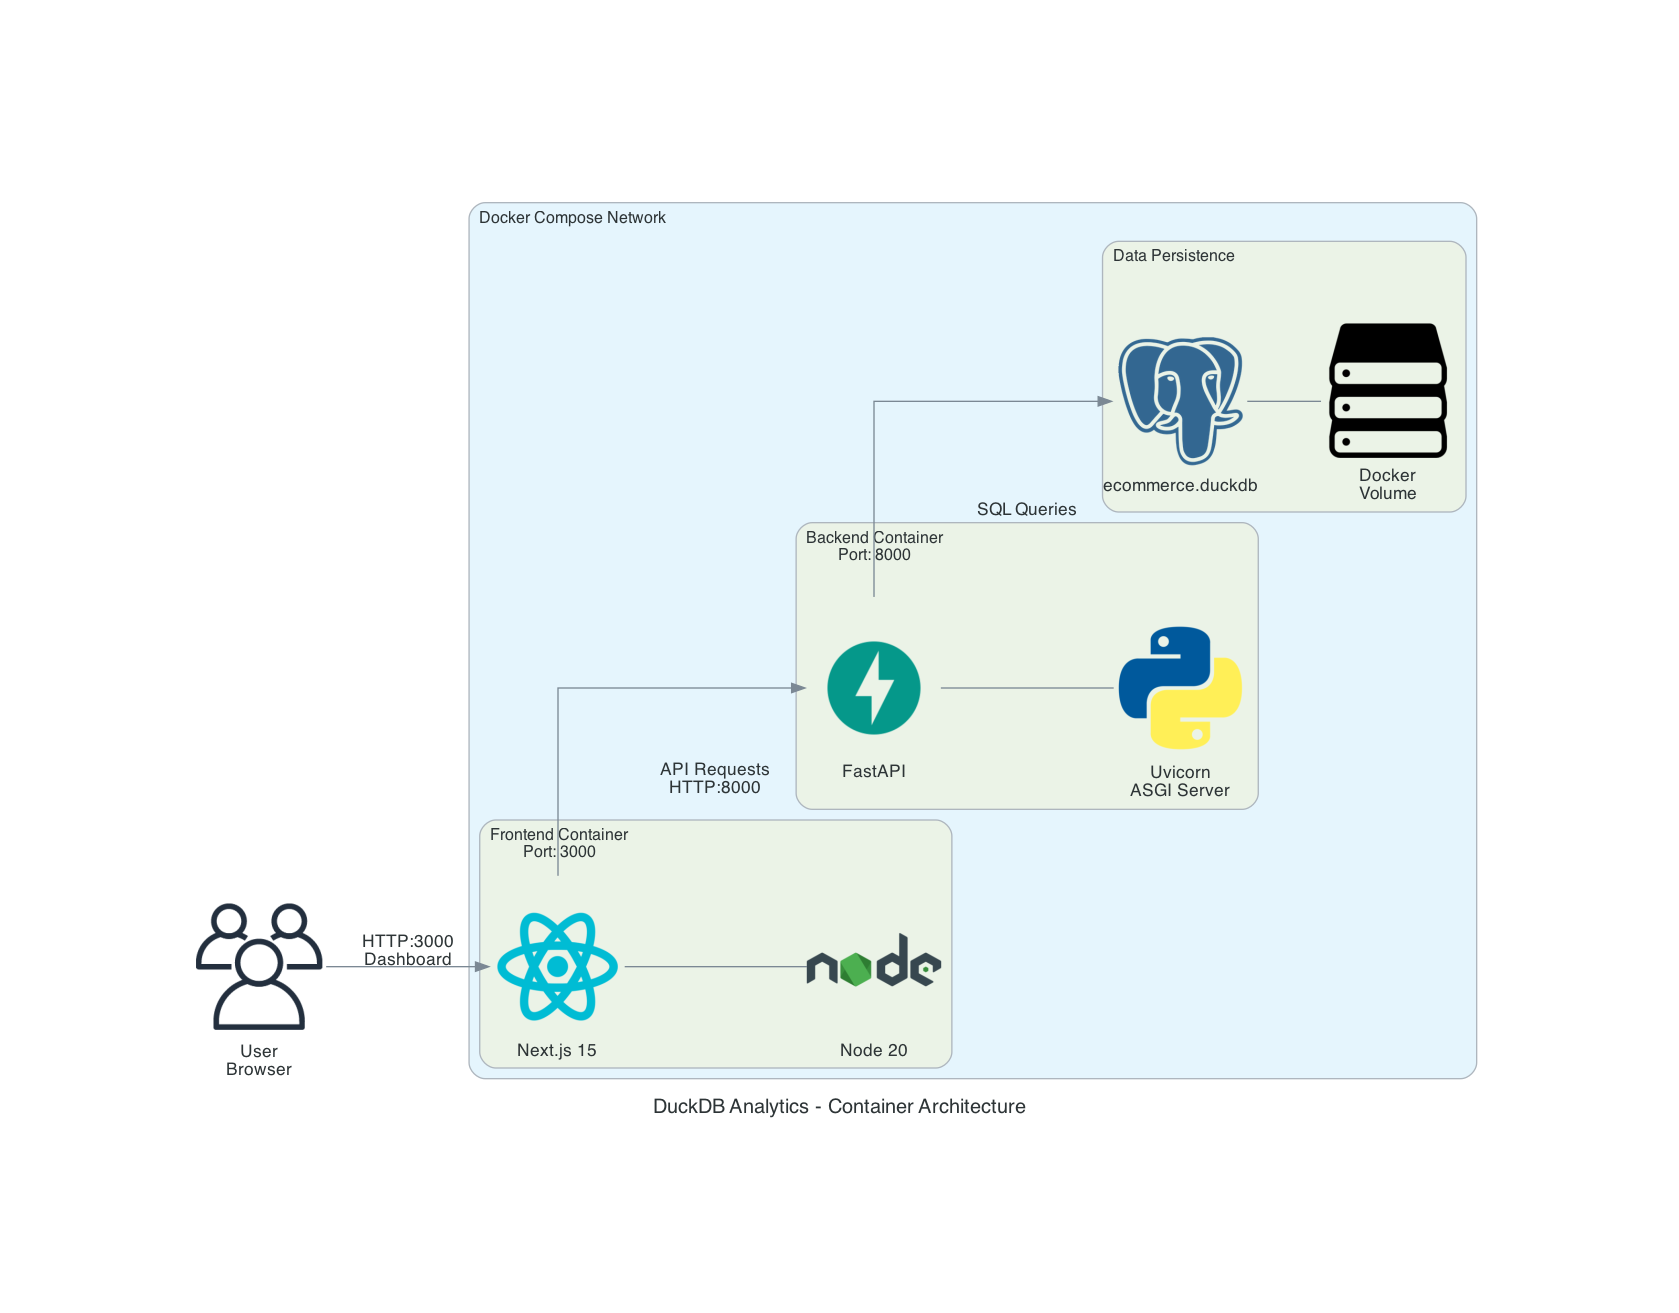 Docker Compose Network
Data Persistence
ecommerce.duckdb
Docker
Volume
SQL Queries
Backend Container
Port: 8000
FastAPI
Uvicorn
ASGI Server
API Requests
HTTP:8000
Frontend Container
Port: 3000
HTTP:3000
Dashboard
node
Next.js 15
Node 20
User
Browser
DuckDB Analytics - Container Architecture